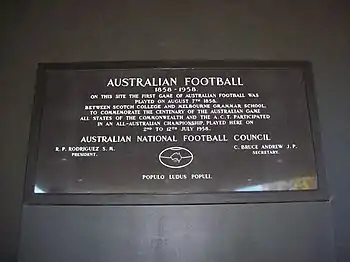 AUSTRALIAN FOOTBALL
1858-1958.
ON THIS SITE THE FIRST GAME OF AUSTRALIAN FOOTBALL WAS
PLAYED ON AUGUST 7TH 1858.
BETWEEN SCOTCH COLLEGE AND MELBOURNE GRAMMAR SCHOOL.
TO COMMEMORATE THE CENTENARY OF THE AUSTRALIAN GAME
ALL STATES OF THE COMMONWEALTH AND THE A.C.T. PARTICIPATED
IN AN ALL-AUSTRALIAN CHAMPIONSHIP, PLAYED HERE ON
2ND TO 12TH JULY 1958.
AUSTRALIAN NATIONAL FOOTBALL COUNCIL
R. P. RODRIGUEZ S. M.
PRESIDENT.
C. BRUCE ANDREW J. P.
SECRETARY.
POPULO LUDUS POPULI.